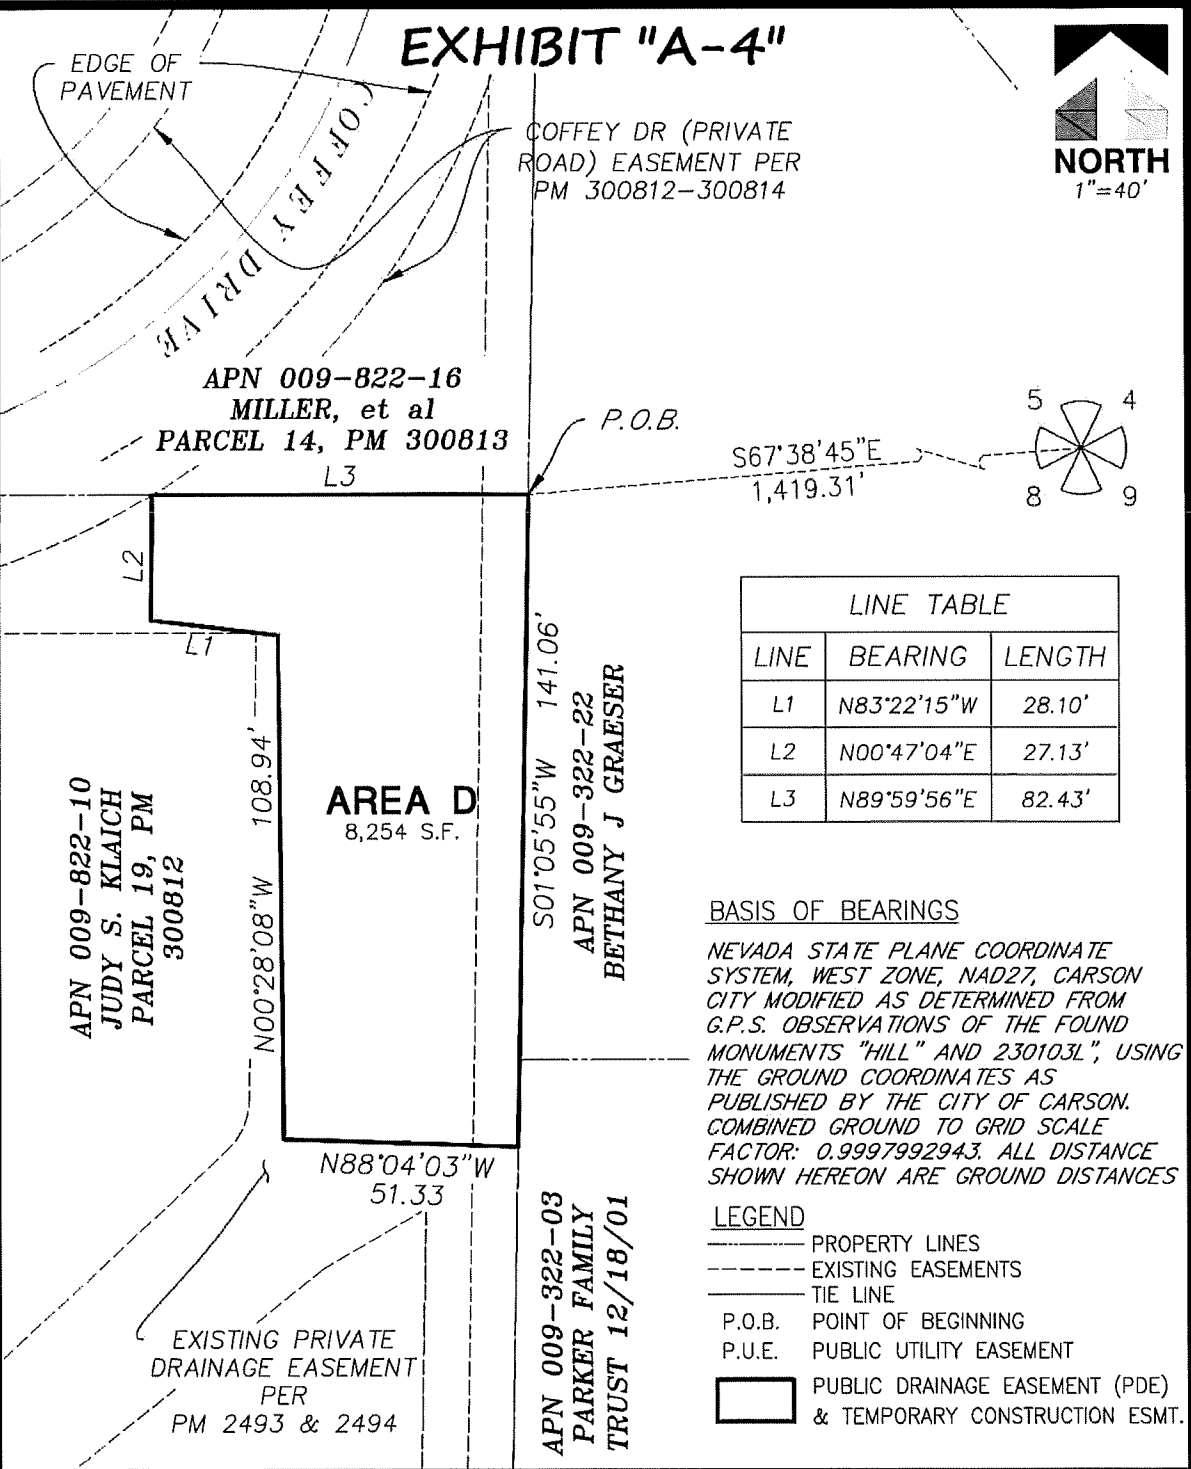 EXHIBIT "A-4"
EDGE OF
PAVEMENT
COFFEY DRIVE
COFFEY DR (PRIVATE
ROAD) EASEMENT PER
PM 300812-300814
NORTH
1"=40'
APN 009-822-16
MILLER, et al
PARCEL 14, PM 300813
P.O.B.
S67°38'45"E
1,419.31'
5
4
8
9
L3
L2
L1
LINE TABLE
LINE BEARING LENGTH
L1 N83°22'15"W 28.10'
L2 N00°47'04"E 27.13'
L3 N89°59'56"E 82.43'
AREA D
8,254 S.F.
N00°28'08"W 108.94'
S01°05'55"W 141.06'
APN 009-822-10
JUDY S. KLAICH
PARCEL 19, PM
300812
APN 009-322-22
BETHANY J GRAESER
N88°04'03"W
51.33
APN 009-322-03
PARKER FAMILY
TRUST 12/18/01
EXISTING PRIVATE
DRAINAGE EASEMENT
PER
PM 2493 & 2494
BASIS OF BEARINGS
NEVADA STATE PLANE COORDINATE
SYSTEM, WEST ZONE, NAD27, CARSON
CITY MODIFIED AS DETERMINED FROM
G.P.S. OBSERVATIONS OF THE FOUND
MONUMENTS "HILL" AND 230103L", USING
THE GROUND COORDINATES AS
PUBLISHED BY THE CITY OF CARSON.
COMBINED GROUND TO GRID SCALE
FACTOR: 0.9997992943. ALL DISTANCE
SHOWN HEREON ARE GROUND DISTANCES
LEGEND
PROPERTY LINES
EXISTING EASEMENTS
TIE LINE
P.O.B. POINT OF BEGINNING
P.U.E. PUBLIC UTILITY EASEMENT
PUBLIC DRAINAGE EASEMENT (PDE)
& TEMPORARY CONSTRUCTION ESMT.